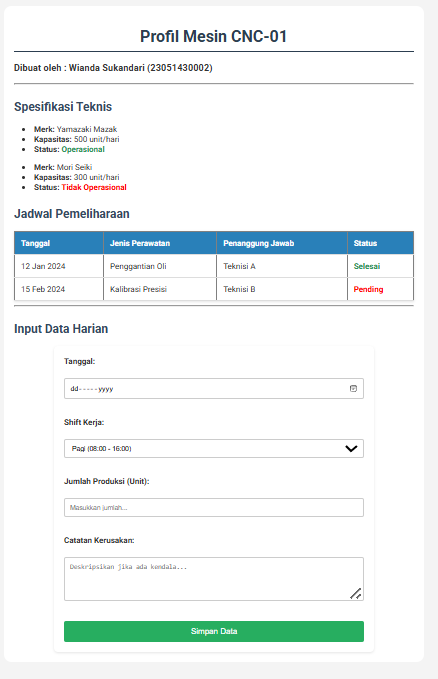 Profil Mesin CNC-01
Dibuat oleh : Wianda Sukandari (23051430002)
Spesifikasi Teknis
Merk: Yamazaki Mazak
Kapasitas: 500 unit/hari
Status: Operasional
Merk: Mori Seiki
Kapasitas: 300 unit/hari
Status: Tidak Operasional
Jadwal Pemeliharaan
Tanggal Jenis Perawatan Penanggung Jawab Status
12 Jan 2024 Penggantian Oli Teknisi A Selesai
15 Feb 2024 Kalibrasi Presisi Teknisi B Pending
Input Data Harian
Tanggal:
dd-----yyyy
Shift Kerja:
Pagi (08:00 - 16:00)
Jumlah Produksi (Unit):
Masukkan jumlah...
Catatan Kerusakan:
Deskripsikan jika ada kendala...
Simpan Data